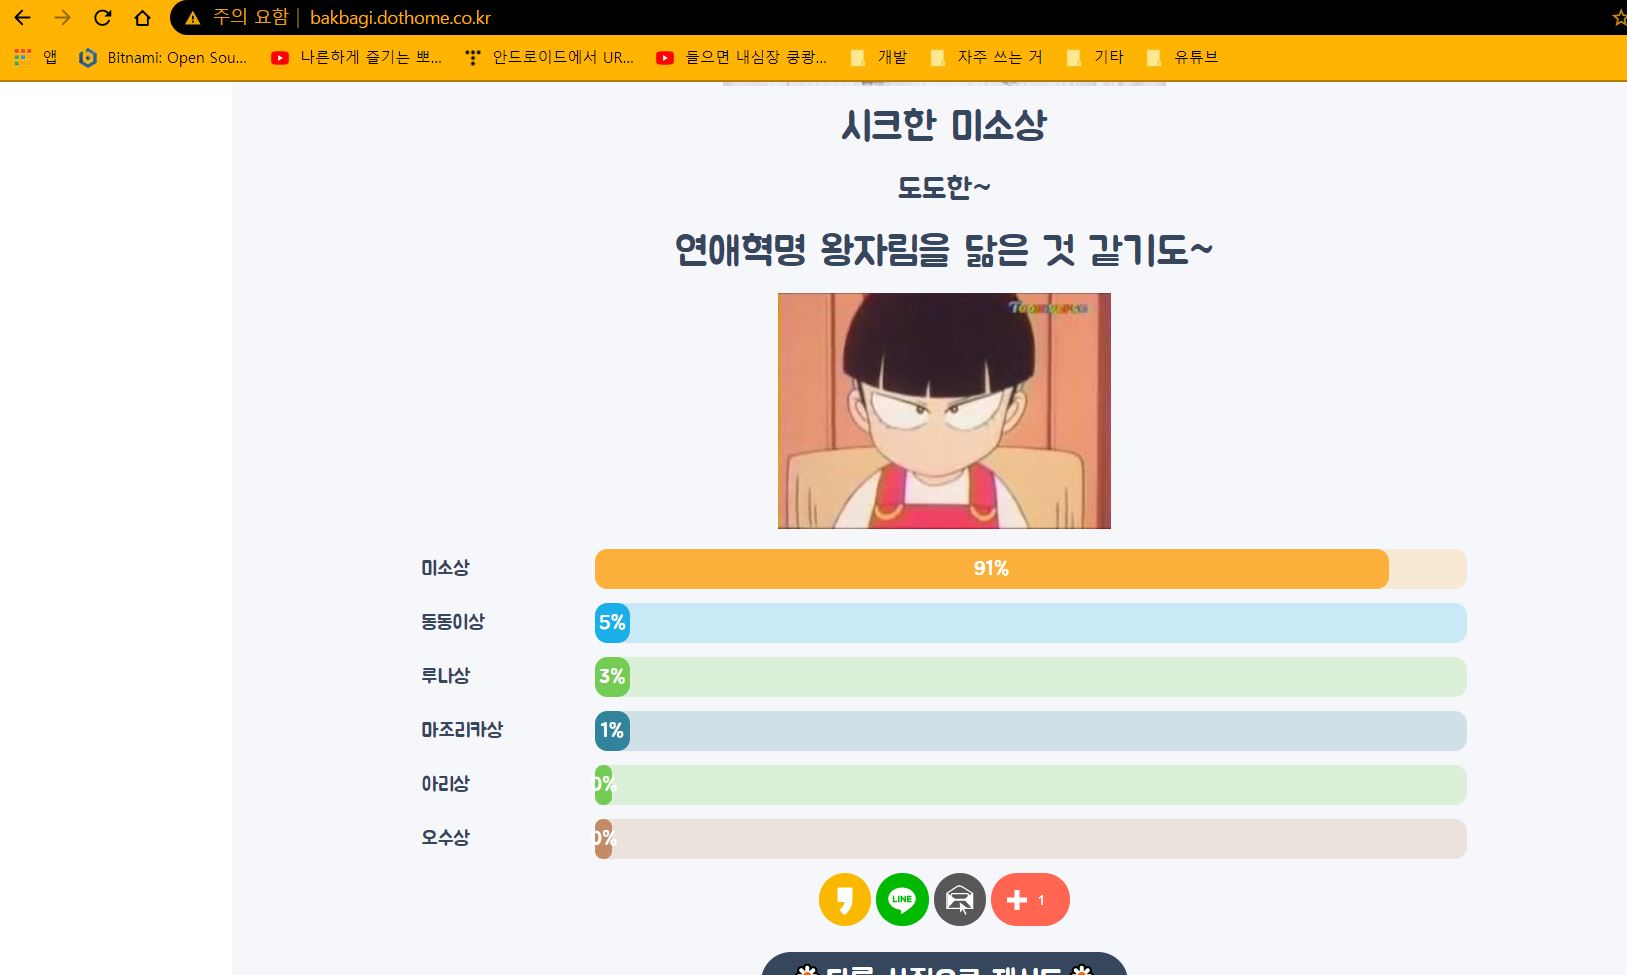 주의 요함 | bakbagi.dothome.co.kr
앱 Bitnami: Open Sou... 나른하게 즐기는 뽀... 안드로이드에서 UR... 들으면 내심장 쿵쾅... 개발 자주 쓰는 거 기타 유튜브
시크한 미소상
도도한~
연애혁명 왕자림을 닮은 것 같기도~
Tooniverse
미소상 91%
동동이상 5%
루나상 3%
마조리카상 1%
아리상 0%
오수상 0%
LINE
1